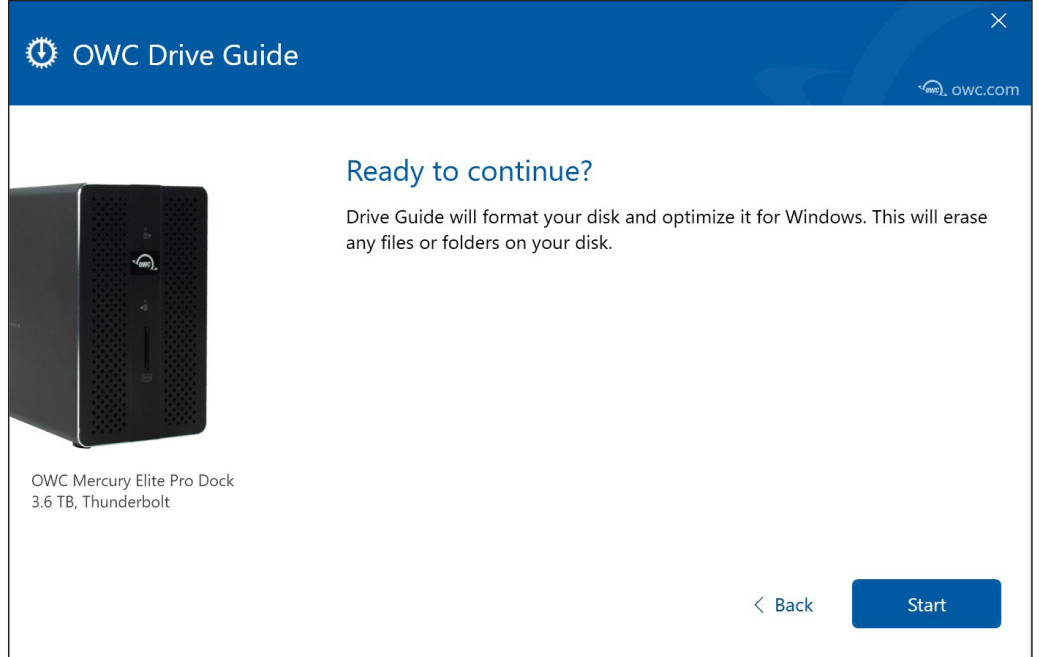 OWC Drive Guide
owc.com
Ready to continue?
Drive Guide will format your disk and optimize it for Windows. This will erase
any files or folders on your disk.
OWC Mercury Elite Pro Dock
3.6 TB, Thunderbolt
Back
Start